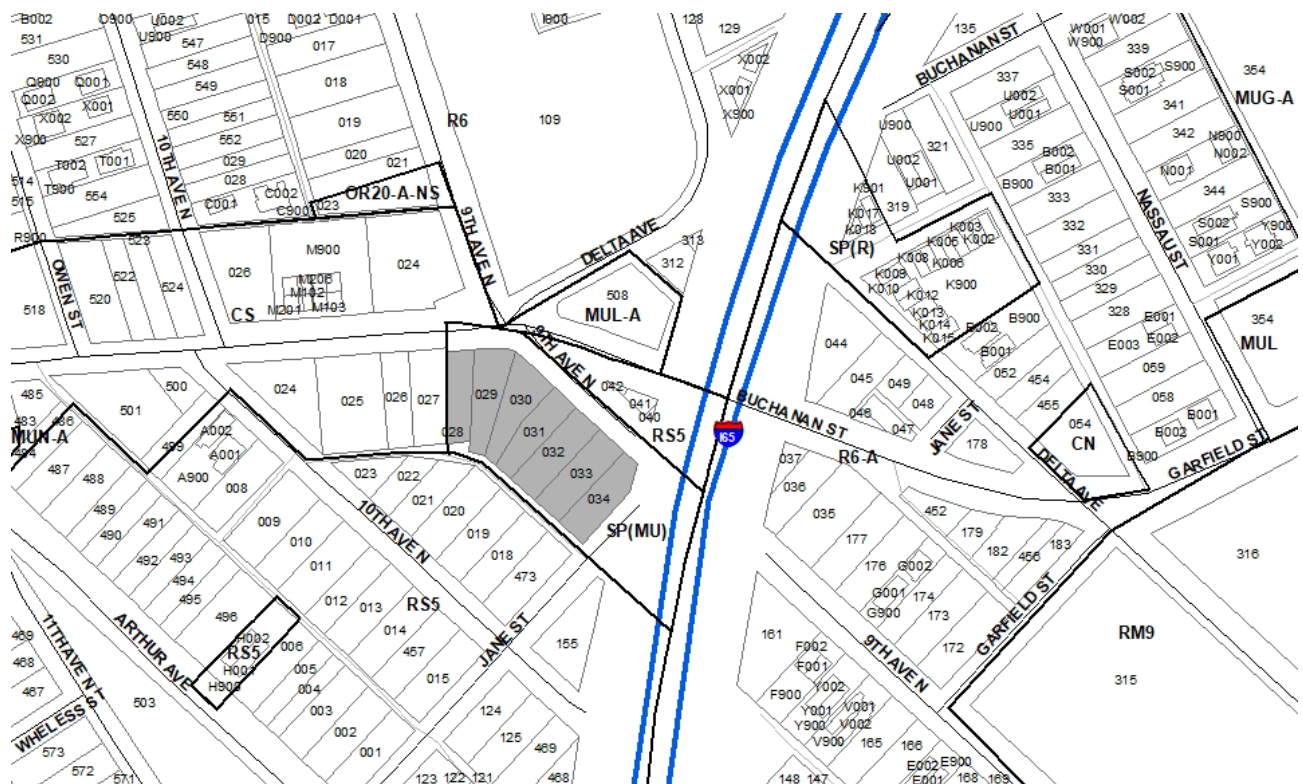 B002
O900
U002
015
D002
D001
I900
128
129
135
W002
W001
W900
531
U900
547
D900
017
BUCHANAN ST
339
530
548
X002
S002
S900
354
Q900
Q001
549
018
337
S001
MUG-A
Q002
X001
X001
U002
341
X002
550
551
019
R6
109
X900
U900
U900
U001
342
N900
X900
527
552
10TH AVE N
020
321
335
B002
N002
T002
T001
029
021
U002
B001
N001
514
T900
028
C002
OR20-A-NS
U001
B900
NASSAU ST
344
515
554
C001
K901
333
S900
525
C900
023
9TH AVE N
K017
319
K003
332
S002
Y900
R900
523
M900
DELTA AVE
313
K018
SP(R)
K005
K002
331
S001
Y002
OWEN ST
522
026
024
312
K008
K006
330
Y001
520
524
M206
K009
K900
329
518
M102
508
K010
K012
328
E001
354
M201
M103
MUL-A
K013
B900
E003
E002
MUL
CS
K014
B002
K015
044
B001
059
9TH AVE N
500
024
029
045
049
052
454
058
B001
485
501
025
026
027
030
042
041
046
048
455
B002
483
486
040
BUCHANAN ST
047
JANE ST
054
B900
MUN-A
499
A002
028
031
RS5
I65
178
CN
484
487
A001
032
R6-A
GARFIELD ST
488
A900
008
023
022
033
037
DELTA AVE
489
021
034
036
452
490
491
009
020
035
179
10TH AVE N
019
SP(MU)
177
182
456
183
316
492
493
010
018
176
G002
494
011
473
G001
174
495
012
013
RS5
G900
173
GARFIELD ST
496
014
JANE ST
155
161
172
RM9
11TH AVE N
ARTHUR AVE
H002
006
457
F002
9TH AVE N
315
469
RS5
005
015
F001
468
H001
004
F900
Y002
467
H900
003
124
Y001
V001
503
002
125
Y900
V002
WHELESS S
001
469
V900
165
166
573
468
E002
E900
572
571
123
122
121
148
147
E001
168
169